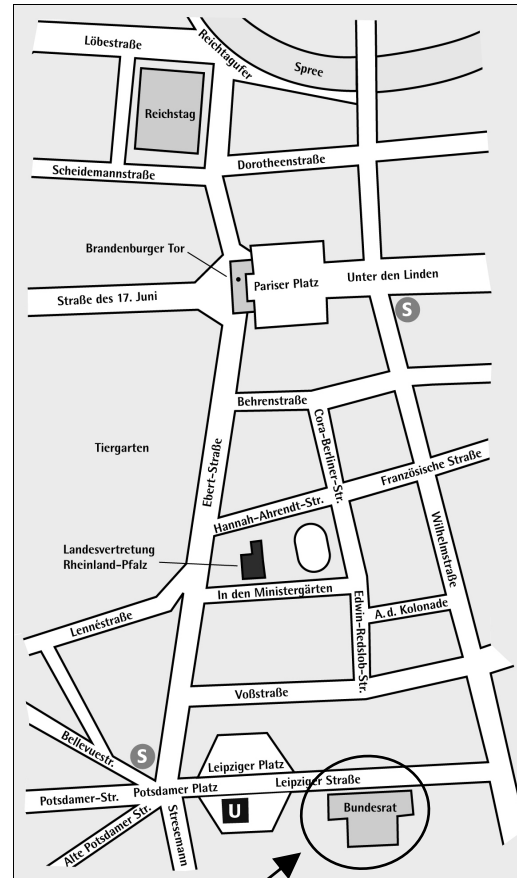 Löbestraße
Reichtagufer
Spree
Reichstag
Scheidemannstraße
Dorotheenstraße
Brandenburger Tor
Pariser Platz
Unter den Linden
Straße des 17. Juni
S
Behrenstraße
Cora-Berliner-Str.
Tiergarten
Ebert-Straße
Französische Straße
Hannah-Ahrendt-Str.
Wilhelmstraße
Landesvertretung
Rheinland-Pfalz
In den Ministergärten
Edwin-Redslob-Str.
A. d. Kolonade
Lennéstraße
Voßstraße
Bellevuestr.
S
Leipziger Platz
Potsdamer Platz
Leipziger Straße
Potsdamer-Str.
U
Bundesrat
Alte Potsdamer Str.
Stresemann